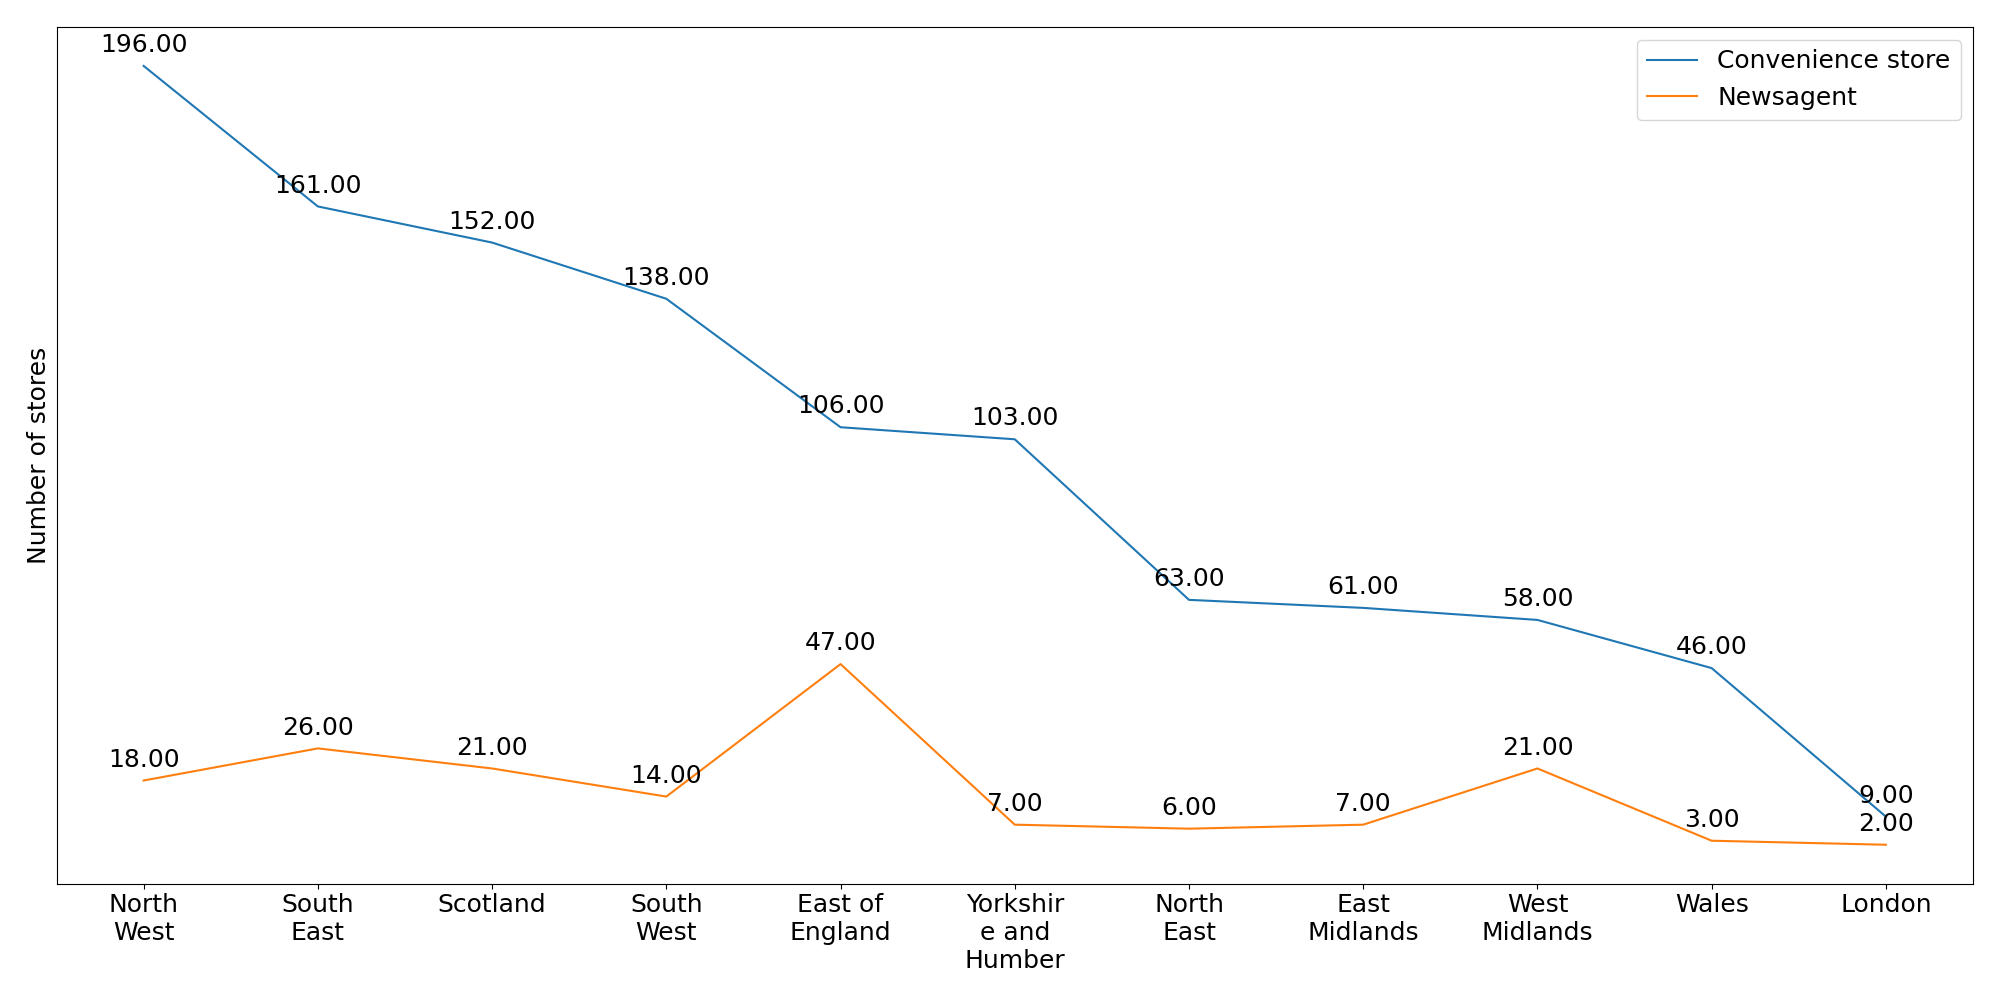 196.00
Convenience store
Newsagent
161.00
152.00
138.00
106.00
103.00
63.00
61.00
58.00
46.00
9.00
Number of stores
18.00
26.00
21.00
14.00
47.00
7.00
6.00
7.00
21.00
3.00
2.00
North
West
South
East
Scotland
South
West
East of
England
Yorkshir
e and
Humber
North
East
East
Midlands
West
Midlands
Wales
London